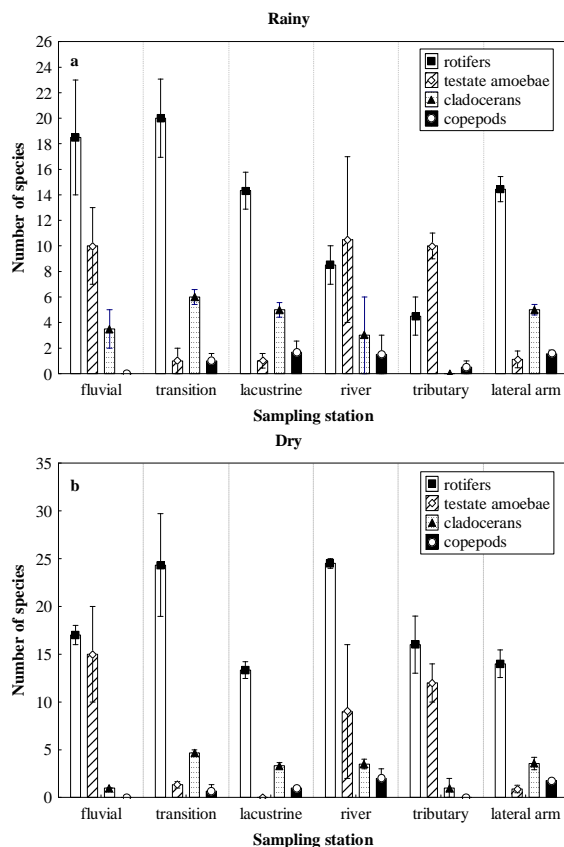 Rainy
26
24
22
20
18
16
14
12
10
8
6
4
2
0
Number of species
a
rotifers
testate amoebae
cladocerans
copepods
fluvial transition lacustrine river tributary lateral arm
Sampling station
Dry
35
30
25
20
15
10
5
0
Number of species
b
rotifers
testate amoebae
cladocerans
copepods
fluvial transition lacustrine river tributary lateral arm
Sampling station